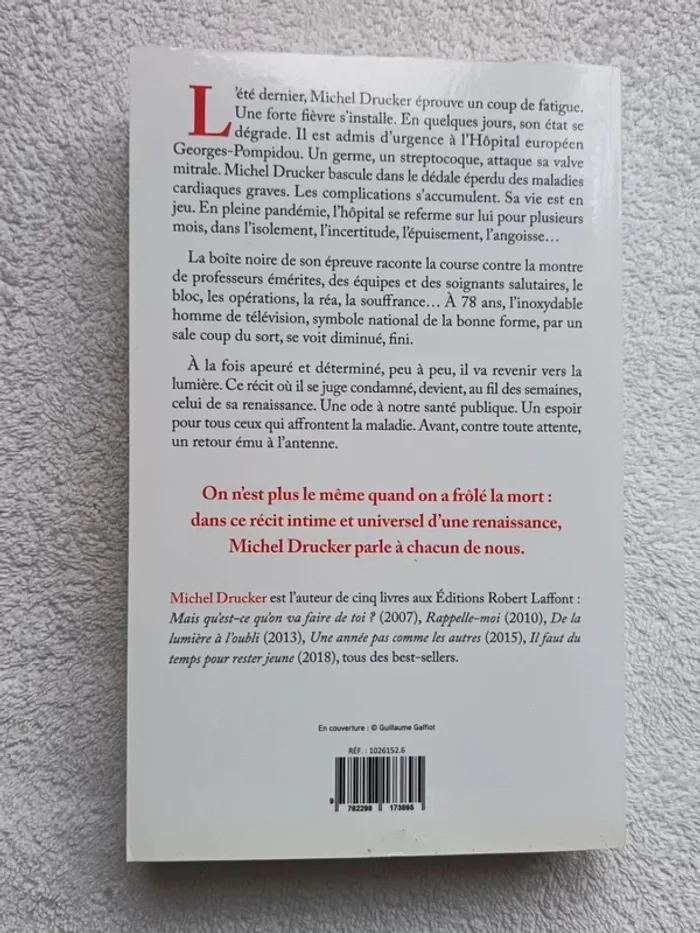 L'été dernier, Michel Drucker éprouve un coup de fatigue.
Une forte fièvre s'installe. En quelques jours, son état se
dégrade. Il est admis d'urgence à l'Hôpital européen
Georges-Pompidou. Un germe, un streptocoque, attaque sa valve
mitrale. Michel Drucker bascule dans le dédale éperdu des maladies
cardiaques graves. Les complications s'accumulent. Sa vie est en
jeu. En pleine pandémie, l'hôpital se referme sur lui pour plusieurs
mois, dans l'isolement, l'incertitude, l'épuisement, l'angoisse…
La boîte noire de son épreuve raconte la course contre la montre
de professeurs émérites, des équipes et des soignants salutaires, le
bloc, les opérations, la réa, la souffrance… À 78 ans, l'inoxydable
homme de télévision, symbole national de la bonne forme, par un
sale coup du sort, se voit diminué, fini.
À la fois apeuré et déterminé, peu à peu, il va revenir vers la
lumière. Ce récit où il se juge condamné, devient, au fil des semaines,
celui de sa renaissance. Une ode à notre santé publique. Un espoir
pour tous ceux qui affrontent la maladie. Avant, contre toute attente,
un retour ému à l'antenne.
On n'est plus le même quand on a frôlé la mort :
dans ce récit intime et universel d'une renaissance,
Michel Drucker parle à chacun de nous.
Michel Drucker est l'auteur de cinq livres aux Éditions Robert Laffont :
Mais qu'est-ce qu'on va faire de toi ? (2007), Rappelle-moi (2010), De la
lumière à l'oubli (2013), Une année pas comme les autres (2015), Il faut du
temps pour rester jeune (2018), tous des best-sellers.
En couverture : © Guillaume Gaffiot
RÉF. : 1026152.6
9 782298 173895